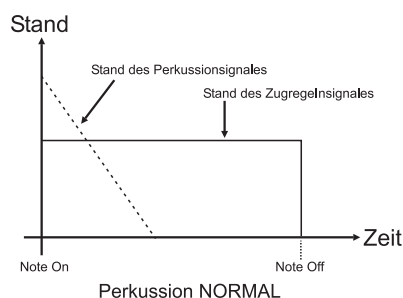 Stand
Stand des Perkussionsignales
Stand des Zugregelnsignales
Zeit
Note On
Note Off
Perkussion NORMAL